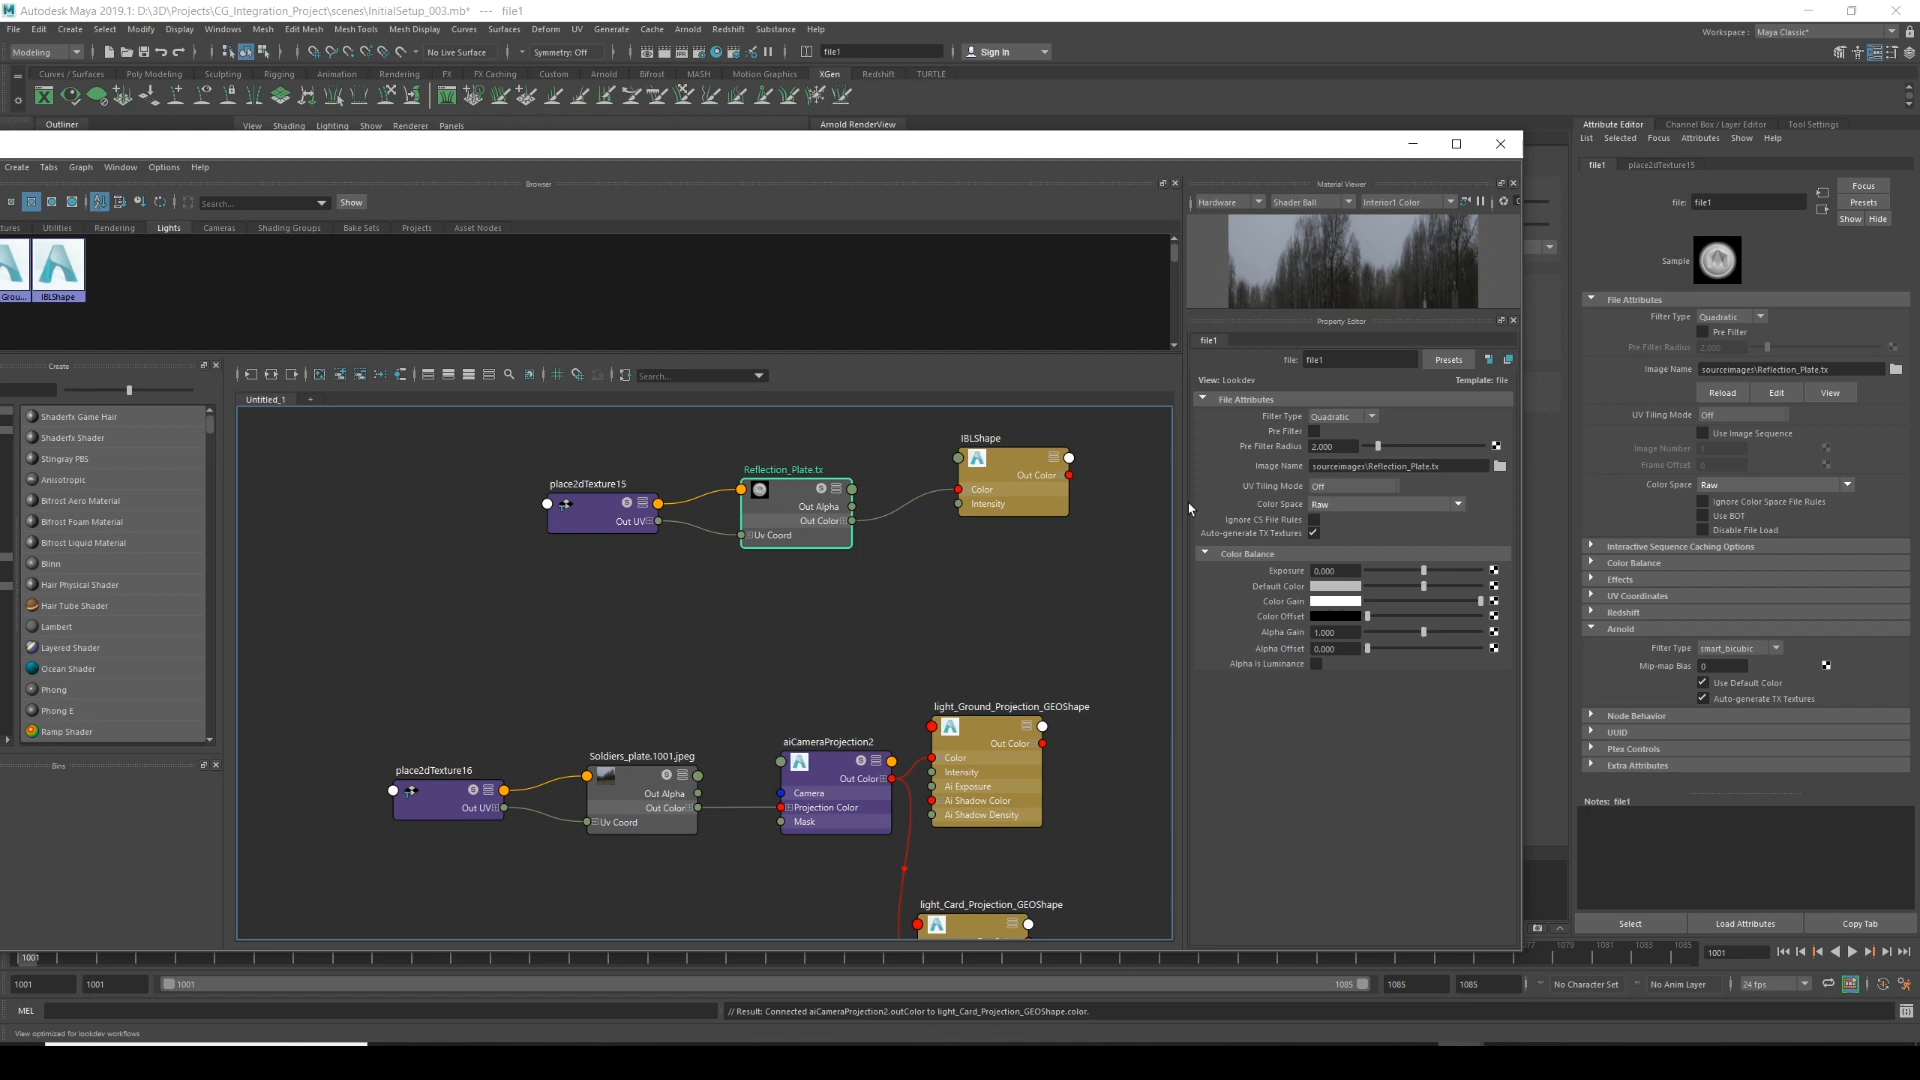 Autodesk Maya 2019.1: D:\3D\Projects\CG_Integration_Project\scenes\InitialSetup_003.mb* --- file1
File Edit Create Select Modify Display Windows Mesh Edit Mesh Mesh Tools Mesh Display Curves Surfaces Deform UV Generate Cache Arnold Redshift Substance Help
Workspace: Maya Classic*
Modeling No Live Surface Symmetry: Off file1 Sign In
Curves / Surfaces Poly Modeling Sculpting Rigging Animation Rendering FX FX Caching Custom Arnold Bifrost MASH Motion Graphics XGen Redshift TURTLE
Outliner View Shading Lighting Show Renderer Panels Arnold RenderView
Attribute Editor Channel Box / Layer Editor Tool Settings
List Selected Focus Attributes Show Help
file1 place2dTexture15
file: file1
Focus
Presets
Show Hide
Sample
File Attributes
Filter Type Quadratic
Pre Filter
Pre Filter Radius 2.000
Image Name sourceimages\Reflection_Plate.tx
Reload Edit View
UV Tiling Mode Off
Use Image Sequence
Image Number 1
Frame Offset 0
Color Space Raw
Ignore Color Space File Rules
Use BOT
Disable File Load
Interactive Sequence Caching Options
Color Balance
Effects
UV Coordinates
Redshift
Arnold
Filter Type smart_bicubic
Mip-map Bias 0
Use Default Color
Auto-generate TX Textures
Node Behavior
UUID
Plex Controls
Extra Attributes
Notes: file1
Select Load Attributes Copy Tab
Create Tabs Graph Window Options Help
Browser
Search... Show
tures Utilities Rendering Lights Cameras Shading Groups Bake Sets Projects Asset Nodes
Grou... IBLShape
Material Viewer
Hardware Shader Ball Interior1 Color
Property Editor
file1
file: file1 Presets
View: Lookdev Template: file
File Attributes
Filter Type Quadratic
Pre Filter
Pre Filter Radius 2.000
Image Name sourceimages\Reflection_Plate.tx
UV Tiling Mode Off
Color Space Raw
Ignore CS File Rules
Auto-generate TX Textures
Color Balance
Exposure 0.000
Default Color
Color Gain
Color Offset
Alpha Gain 1.000
Alpha Offset 0.000
Alpha Is Luminance
Create
Shaderfx Game Hair
Shaderfx Shader
Stingray PBS
Anisotropic
Bifrost Aero Material
Bifrost Foam Material
Bifrost Liquid Material
Blinn
Hair Physical Shader
Hair Tube Shader
Lambert
Layered Shader
Ocean Shader
Phong
Phong E
Ramp Shader
Bins
Search...
Untitled_1 +
place2dTexture15
Out UV
Reflection_Plate.tx
Out Alpha
Out Color
Uv Coord
IBLShape
Out Color
Color
Intensity
place2dTexture16
Out UV
Soldiers_plate.1001.jpeg
Out Alpha
Out Color
Uv Coord
aiCameraProjection2
Out Color
Camera
Projection Color
Mask
light_Ground_Projection_GEOShape
Out Color
Color
Intensity
Ai Exposure
Ai Shadow Color
Ai Shadow Density
light_Card_Projection_GEOShape
1001 1079 1081 1083 1085 1001
1001 1001 1001 1085 1085 1085 No Character Set No Anim Layer 24 fps
MEL // Result: Connected aiCameraProjection2.outColor to light_Card_Projection_GEOShape.color.
View optimized for lookdev workflows